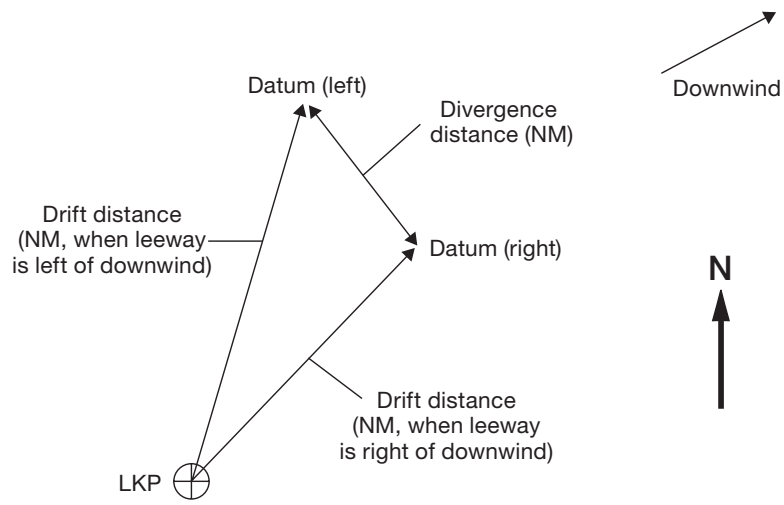 Datum (left)
Downwind
Divergence
distance (NM)
Drift distance
(NM, when leeway
is left of downwind)
Datum (right)
N
Drift distance
(NM, when leeway
is right of downwind)
LKP